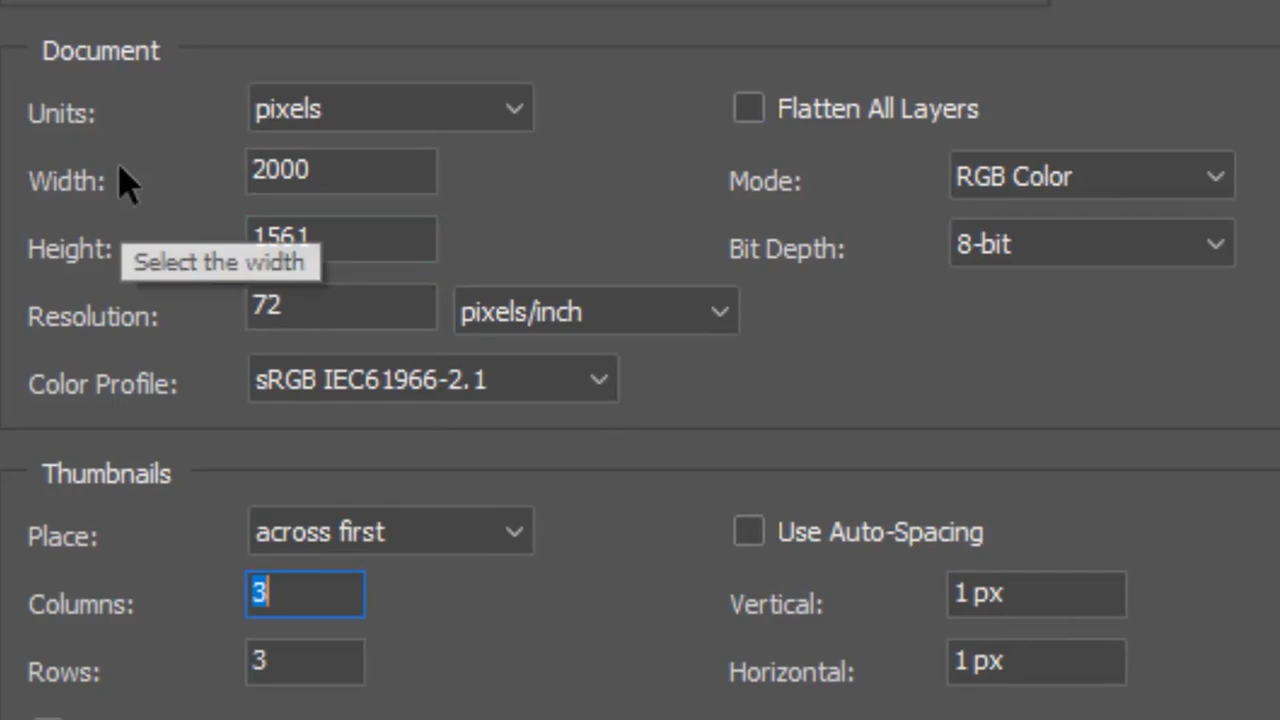 Document
Units: pixels Flatten All Layers
Width: 2000 Mode: RGB Color
Height: 1561 Bit Depth: 8-bit
Select the width
Resolution: 72 pixels/inch
Color Profile: sRGB IEC61966-2.1
Thumbnails
Place: across first Use Auto-Spacing
Columns: 3 Vertical: 1 px
Rows: 3 Horizontal: 1 px